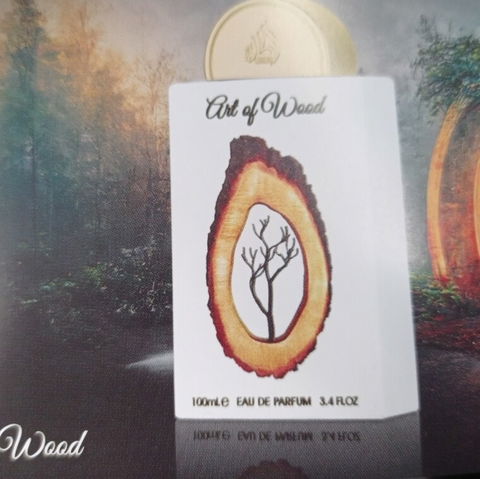 Art of Wood
100ml.e EAU DE PARFUM 3.4 FL.OZ
Wood